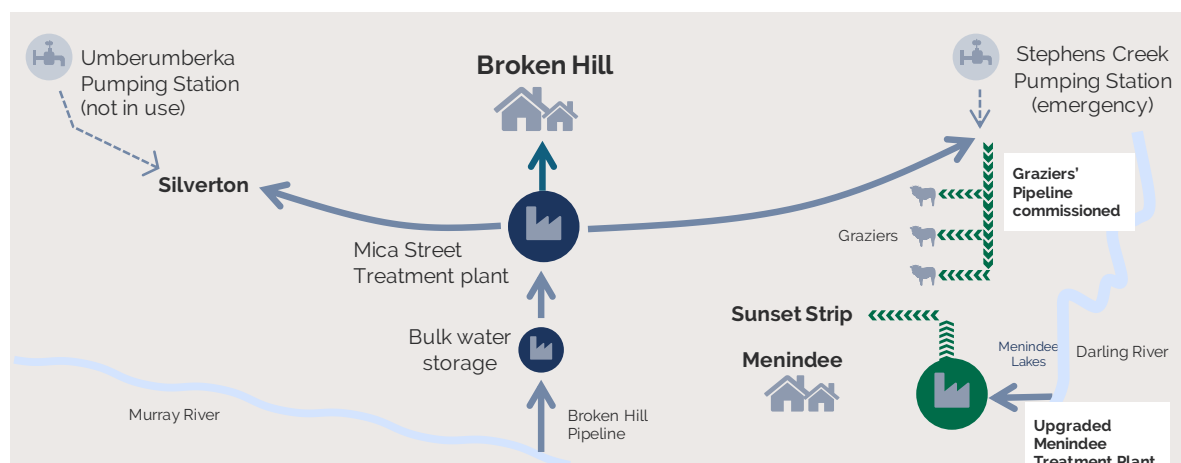 Umberumberka
Pumping Station
(not in use)
Broken Hill
Stephens Creek
Pumping Station
(emergency)
Silverton
Graziers’
Pipeline
commissioned
Graziers
Mica Street
Treatment plant
Sunset Strip
Bulk water
storage
Menindee
Menindee
Lakes
Darling River
Murray River
Broken Hill
Pipeline
Upgraded
Menindee
Treatment Plant